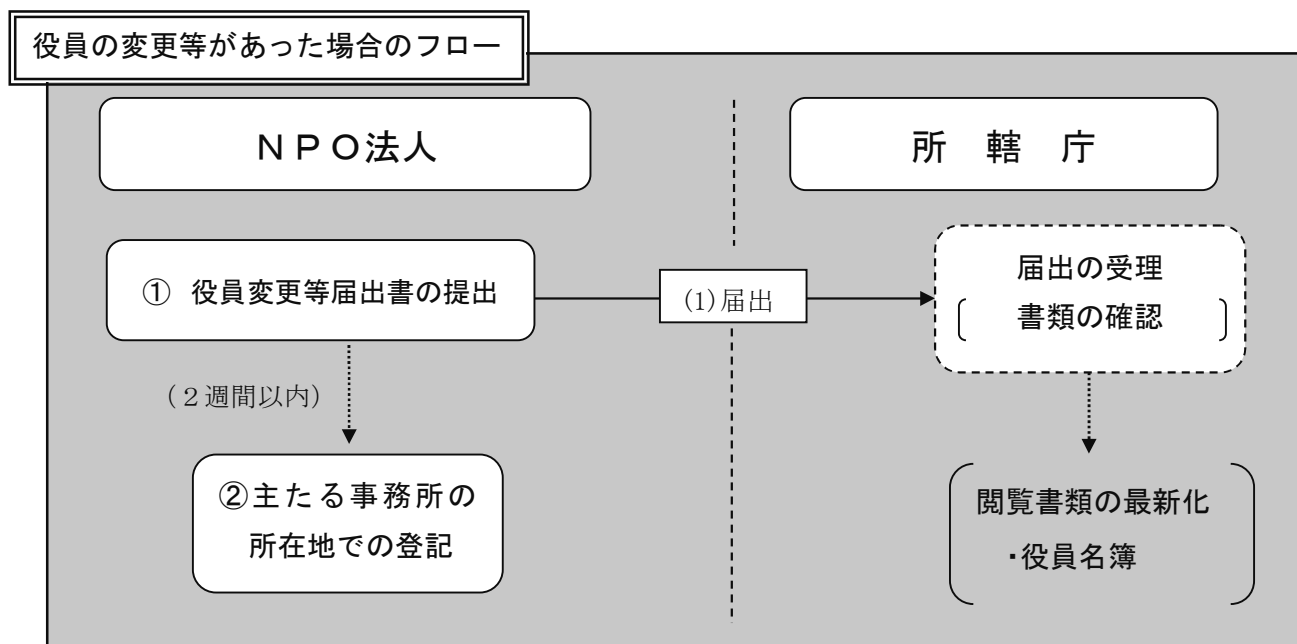 役員の変更等があった場合のフロー
ＮＰＯ法人
所　轄　庁
①　役員変更等届出書の提出
(1)届出
届出の受理
書類の確認
（２週間以内）
②主たる事務所の
所在地での登記
閲覧書類の最新化
・役員名簿